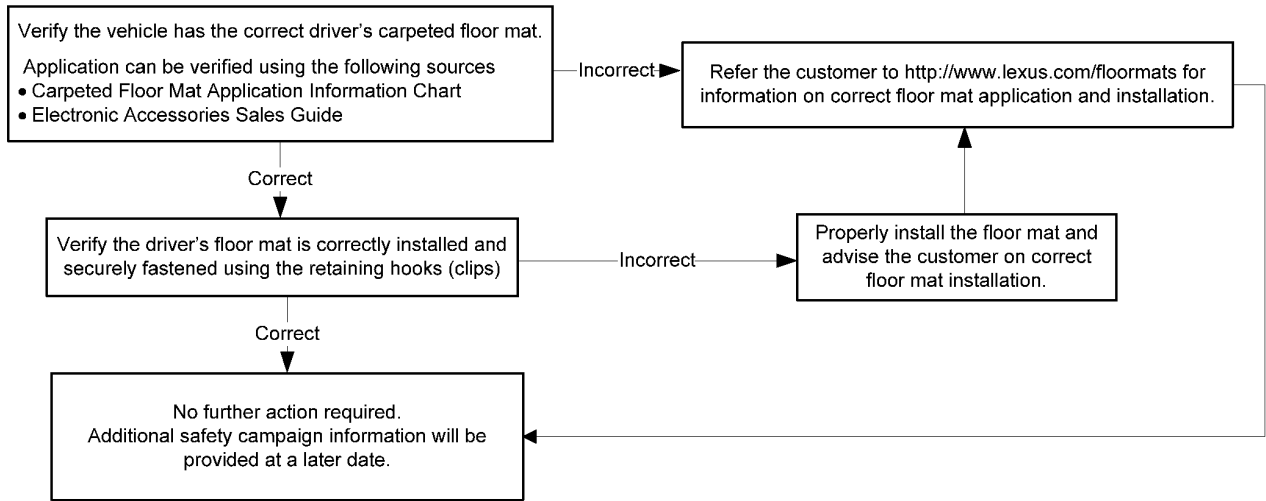 Verify the vehicle has the correct driver's carpeted floor mat.
Application can be verified using the following sources
• Carpeted Floor Mat Application Information Chart
• Electronic Accessories Sales Guide
Incorrect
Refer the customer to http://www.lexus.com/floormats for
information on correct floor mat application and installation.
Correct
Verify the driver's floor mat is correctly installed and
securely fastened using the retaining hooks (clips)
Incorrect
Properly install the floor mat and
advise the customer on correct
floor mat installation.
Correct
No further action required.
Additional safety campaign information will be
provided at a later date.